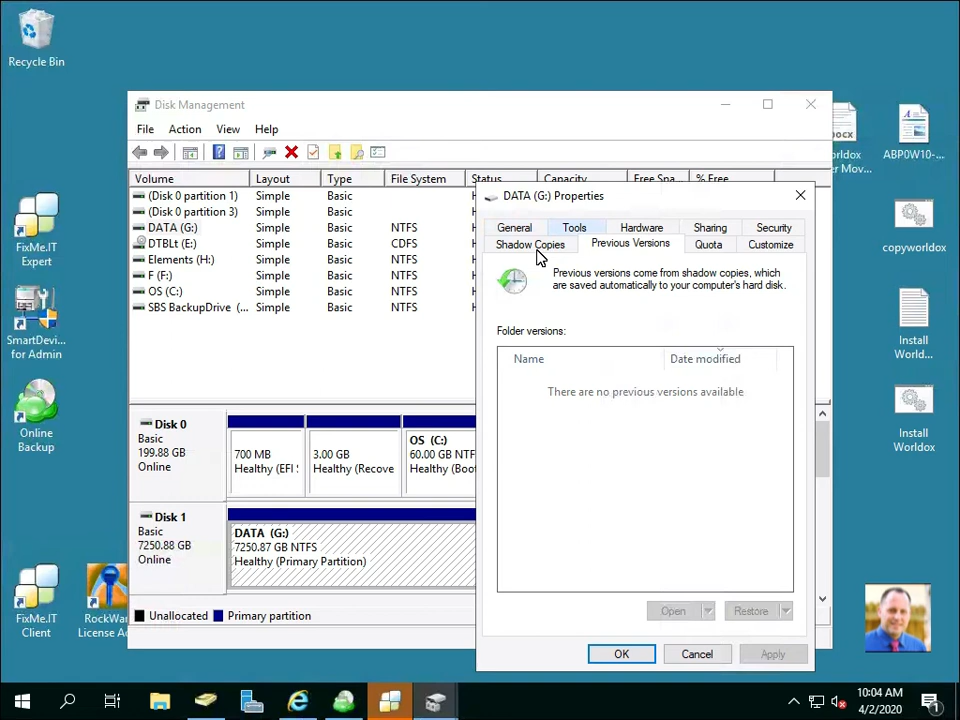 Recycle Bin
FixMe.IT
Expert
SmartDevi...
for Admin
Online
Backup
FixMe.IT
Client
RockWar
License Ad
Disk Management
File Action View Help
Volume Layout Type File System Status Capacity Free Spa... % Free
(Disk 0 partition 1) Simple Basic H
(Disk 0 partition 3) Simple Basic H
DATA (G:) Simple Basic NTFS H
DTBLt (E:) Simple Basic CDFS H
Elements (H:) Simple Basic NTFS H
F (F:) Simple Basic NTFS H
OS (C:) Simple Basic NTFS H
SBS BackupDrive (... Simple Basic NTFS H
Disk 0
Basic
199.88 GB
Online
700 MB
Healthy (EFI
3.00 GB
Healthy (Recove
OS (C:)
60.00 GB NTF
Healthy (Boo
Disk 1
Basic
7250.88 GB
Online
DATA (G:)
7250.87 GB NTFS
Healthy (Primary Partition)
Unallocated Primary partition
DATA (G:) Properties
General Tools Hardware Sharing Security
Shadow Copies Previous Versions Quota Customize
Previous versions come from shadow copies, which
are saved automatically to your computer's hard disk.
Folder versions:
Name Date modified
There are no previous versions available
Open Restore
OK Cancel Apply
OCX
orldox
er Mov...
ABP0W10-...
copyworldox
Install
World...
Install
Worldox
10:04 AM
4/2/2020
1